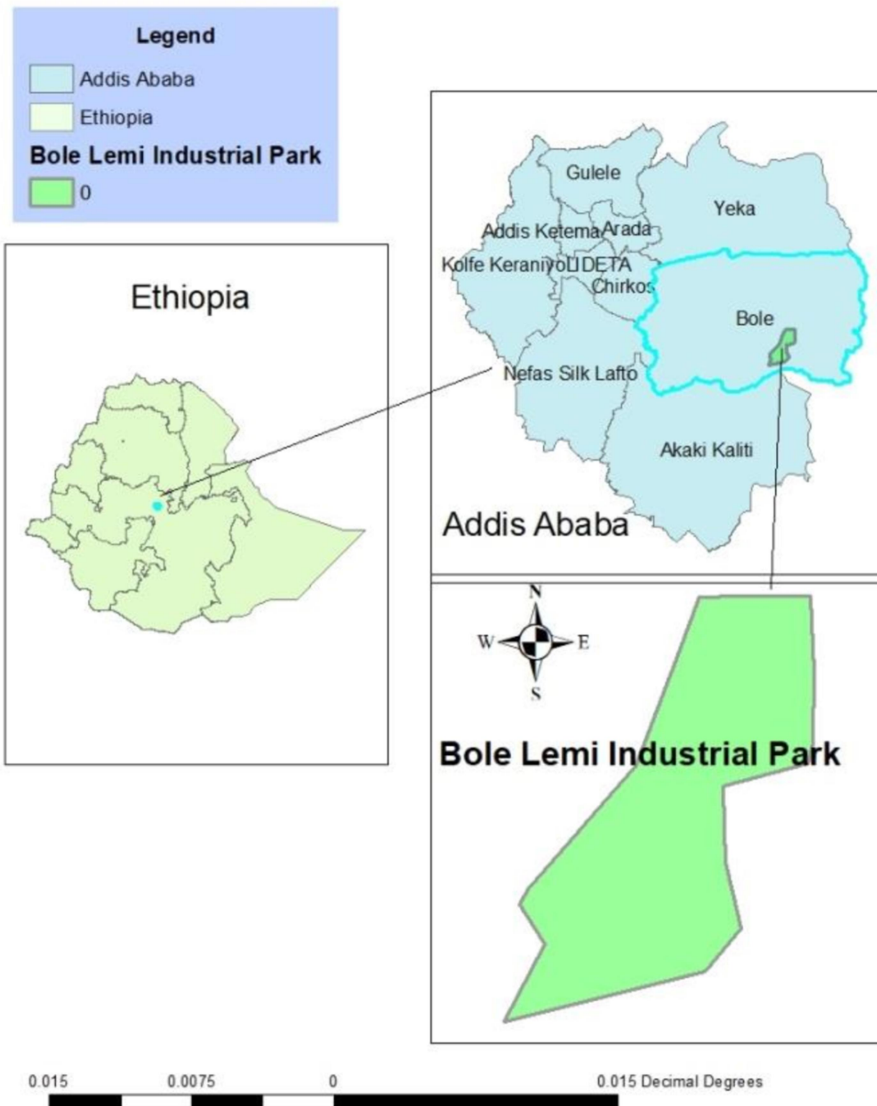 Legend
Addis Ababa
Ethiopia
Bole Lemi Industrial Park
0
Ethiopia
Gulele
Yeka
Addis Ketema
Arada
Kolfe Keraniyo
LIDETA
Chirkos
Bole
Nefas Silk Lafto
Akaki Kaliti
Addis Ababa
N
W E
S
Bole Lemi Industrial Park
0.015 0.0075 0 0.015 Decimal Degrees